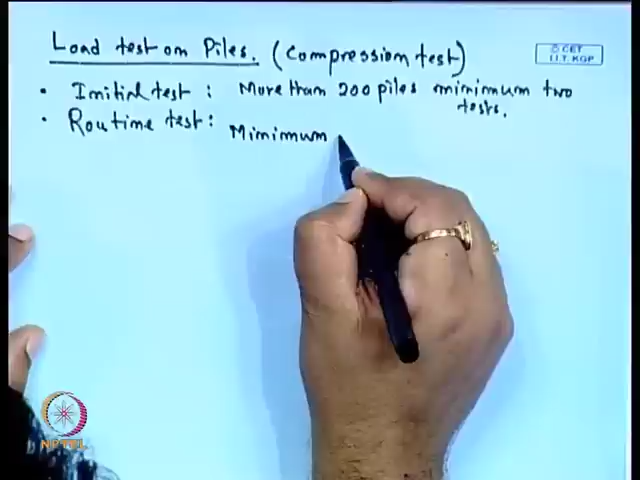 Load test on Piles. (Compression test)
© CET
I.I.T. KGP
• Initial test : More than 200 piles minimum two tests.
• Routine test : Minimum
NPTEL